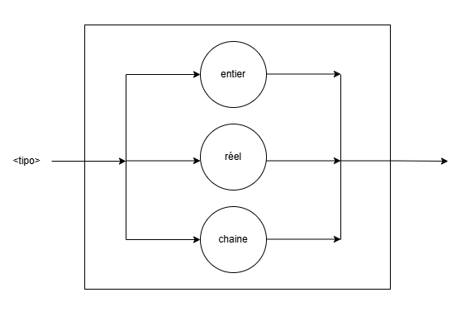 entier
<tipo>
réel
chaine